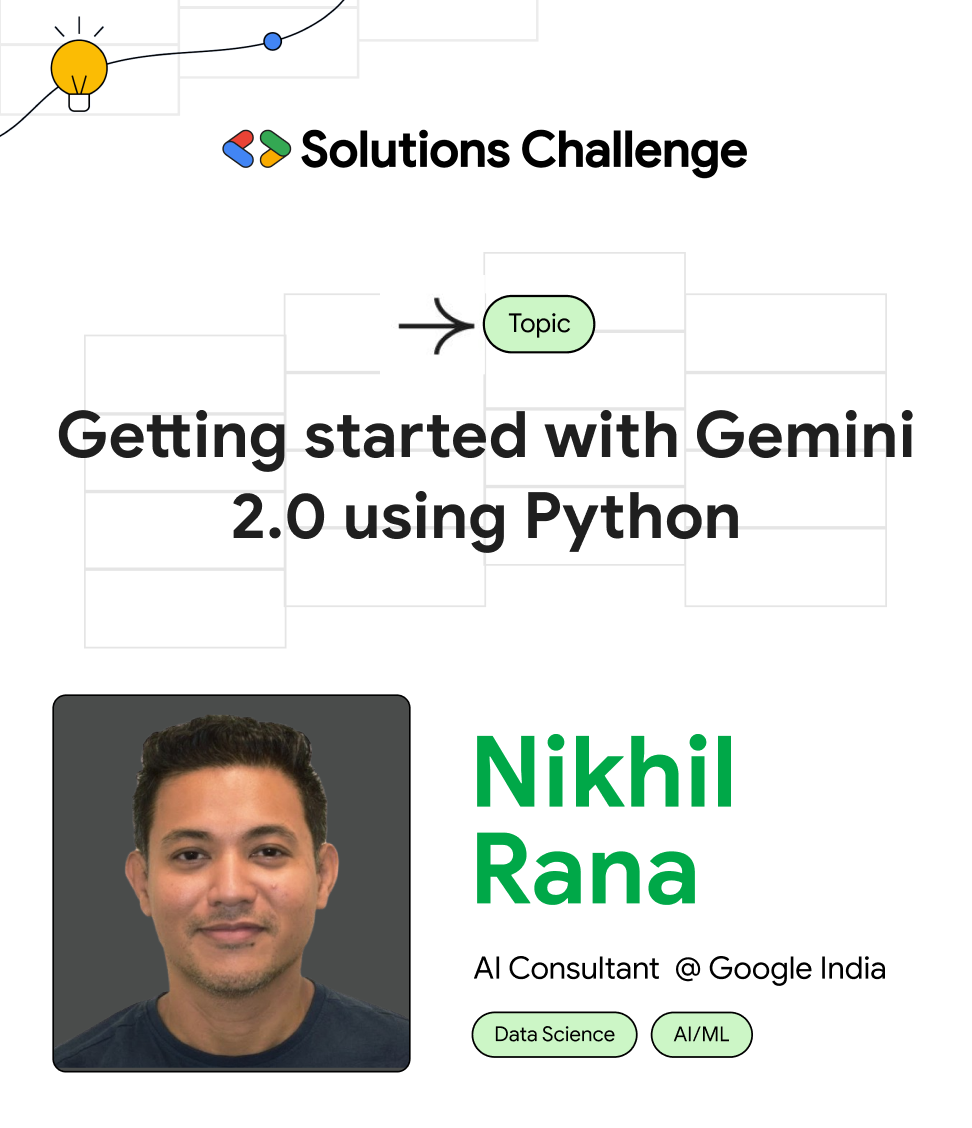 Solutions Challenge
Topic
Getting started with Gemini
2.0 using Python
Nikhil
Rana
AI Consultant @ Google India
Data Science
AI/ML